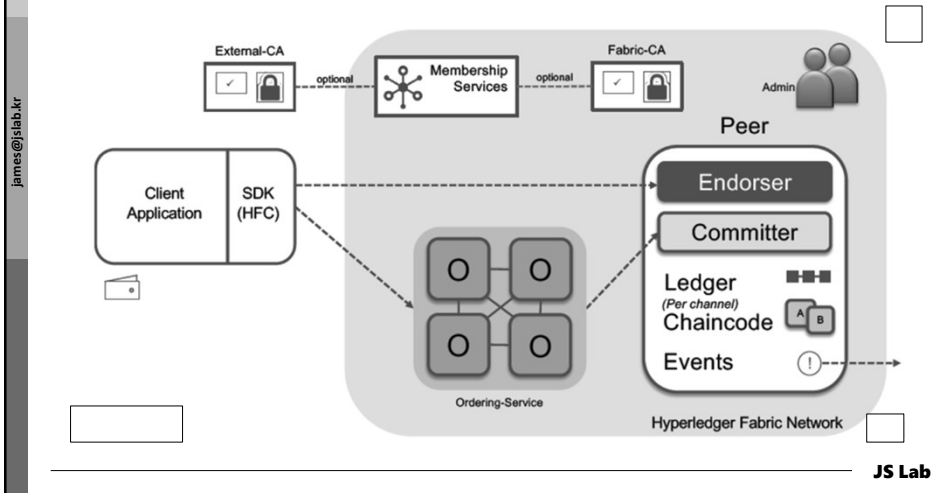 External-CA
optional
Membership
Services
optional
Fabric-CA
Admin
james@jslab.kr
Peer
Client
Application
SDK
(HFC)
Endorser
Committer
O O
O O
Ordering-Service
Ledger
(Per channel)
Chaincode
A
B
Events
!
Hyperledger Fabric Network
JS Lab